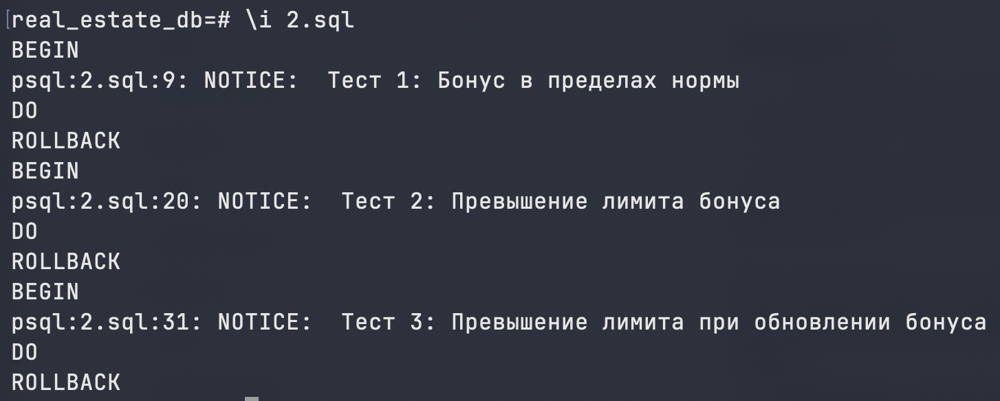 [real_estate_db=# \i 2.sql
BEGIN
psql:2.sql:9: NOTICE:  Тест 1: Бонус в пределах нормы
DO
ROLLBACK
BEGIN
psql:2.sql:20: NOTICE:  Тест 2: Превышение лимита бонуса
DO
ROLLBACK
BEGIN
psql:2.sql:31: NOTICE:  Тест 3: Превышение лимита при обновлении бонуса
DO
ROLLBACK